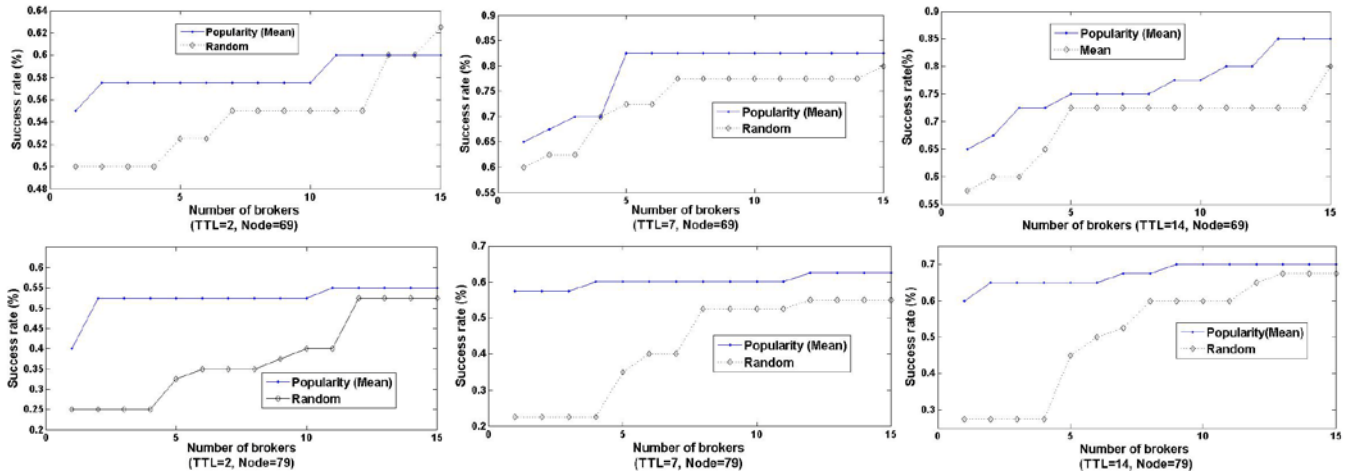 Success rate (%)
0.64
0.62
0.6
0.58
0.56
0.54
0.52
0.5
0.48
Popularity (Mean)
Random
0
5
10
15
Number of brokers
(TTL=2, Node=69)
Success rate (%)
0.9
0.85
0.8
0.75
0.7
0.65
0.6
0.55
Popularity (Mean)
Random
0
5
10
15
Number of brokers
(TTL=7, Node=69)
Success rate(%)
0.9
0.85
0.8
0.75
0.7
0.65
0.6
0.55
Popularity (Mean)
Mean
0
5
10
15
Number of brokers (TTL=14, Node=69)
Success rate (%)
0.6
0.55
0.5
0.45
0.4
0.35
0.3
0.25
0.2
Popularity (Mean)
Random
0
5
10
15
Number of brokers
(TTL=2, Node=79)
Success rate (%)
0.7
0.6
0.5
0.4
0.3
0.2
Popularity (Mean)
Random
0
5
10
15
Number of brokers
(TTL=7, Node=79)
Success rate (%)
0.7
0.6
0.5
0.4
0.3
Popularity(Mean)
Random
0
5
10
15
Number of brokers
(TTL=14, Node=79)